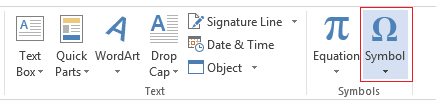 Text Box
Quick Parts
WordArt
Drop Cap
Signature Line
Date & Time
Object
Text
π
Equation
Ω
Symbol
Symbols